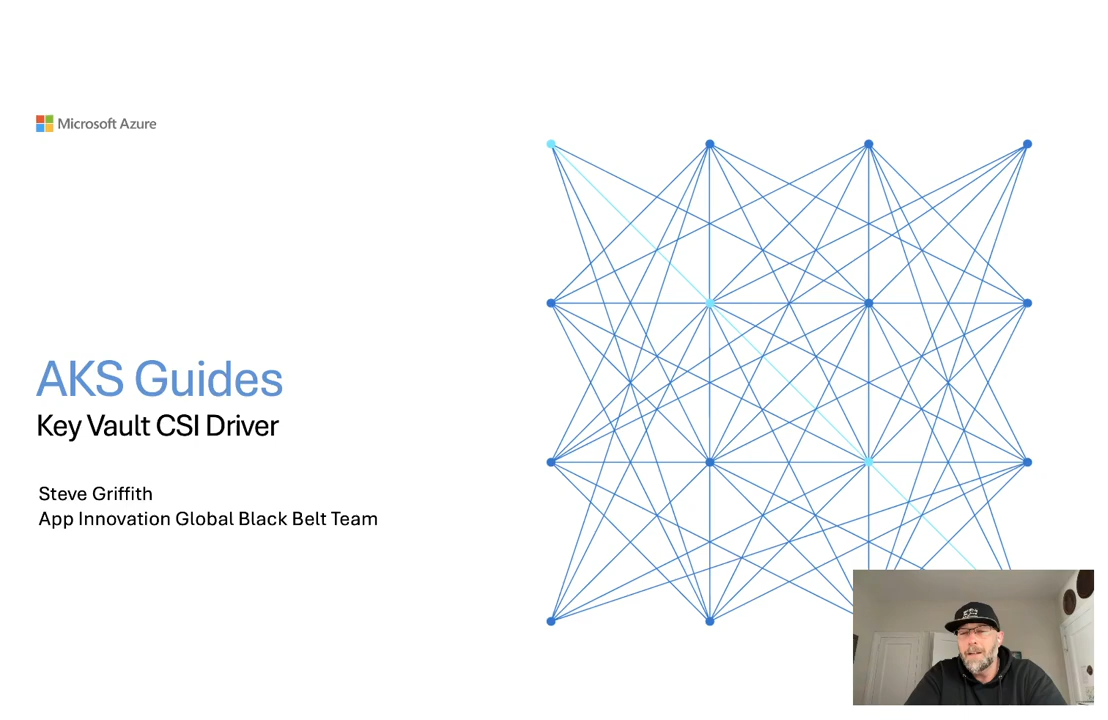 Microsoft Azure
AKS Guides
Key Vault CSI Driver
Steve Griffith
App Innovation Global Black Belt Team